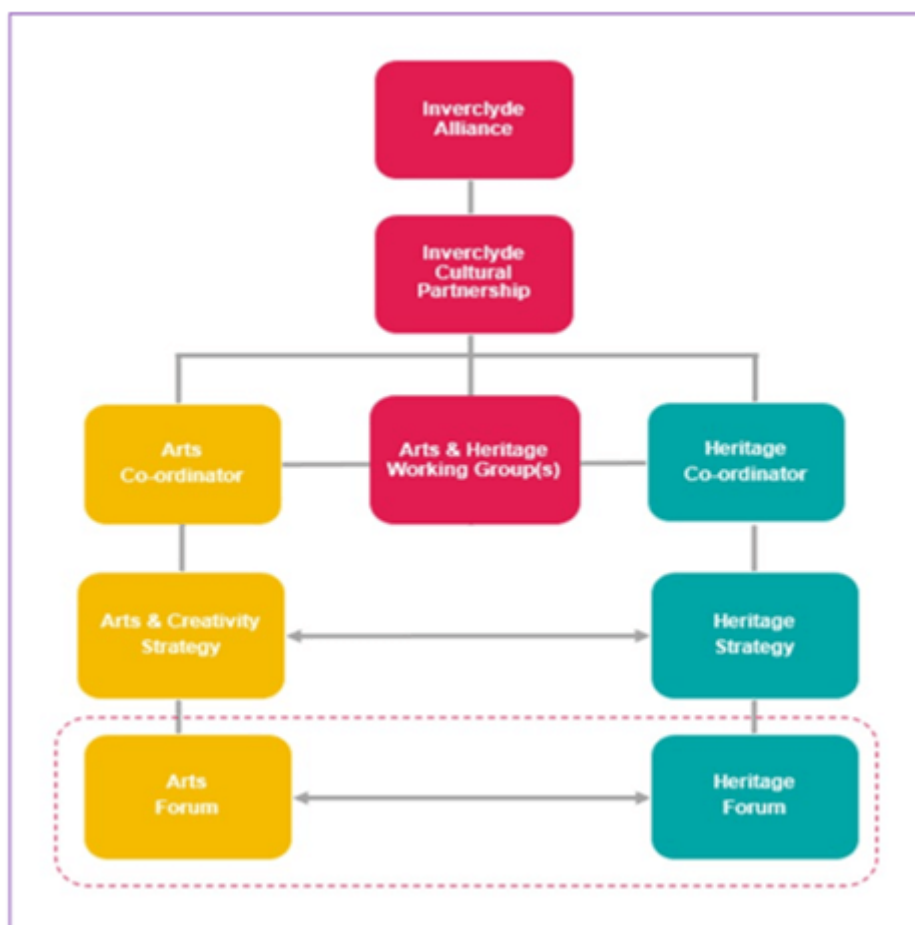 Inverclyde
Alliance
Inverclyde
Cultural
Partnership
Arts
Co-ordinator
Arts & Heritage
Working Group(s)
Heritage
Co-ordinator
Arts & Creativity
Strategy
Heritage
Strategy
Arts
Forum
Heritage
Forum